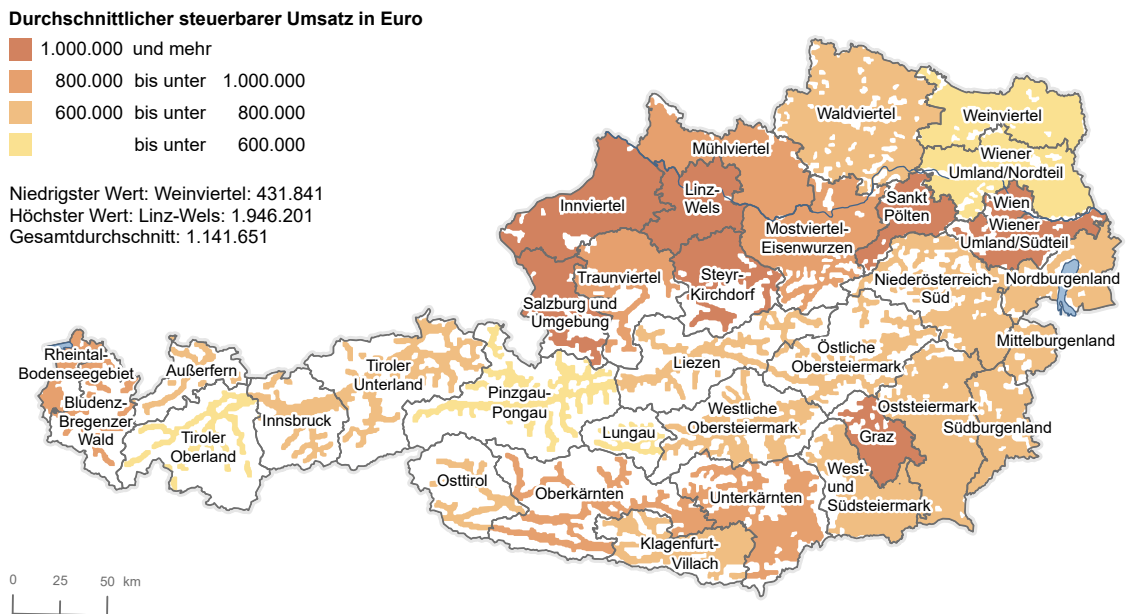 Durchschnittlicher steuerbarer Umsatz in Euro
1.000.000 und mehr
800.000 bis unter 1.000.000
600.000 bis unter 800.000
bis unter 600.000
Niedrigster Wert: Weinviertel: 431.841
Höchster Wert: Linz-Wels: 1.946.201
Gesamtdurchschnitt: 1.141.651
Waldviertel
Weinviertel
Mühlviertel
Wiener
Umland/Nordteil
Linz-
Wels
Innviertel
Sankt
Pölten
Wien
Mostviertel-
Eisenwurzen
Wiener
Umland/Südteil
Traunviertel
Steyr-
Kirchdorf
Niederösterreich-
Süd
Nordburgenland
Salzburg und
Umgebung
Mittelburgenland
Rheintal-
Bodenseegebiet
Außerfern
Tiroler
Unterland
Liezen
Östliche
Obersteiermark
Bludenz-
Bregenzer
Wald
Innsbruck
Pinzgau-
Pongau
Westliche
Obersteiermark
Oststeiermark
Südburgenland
Tiroler
Oberland
Lungau
Graz
Osttirol
Oberkärnten
Unterkärnten
West-
und
Südsteiermark
Klagenfurt-
Villach
0 25 50 km